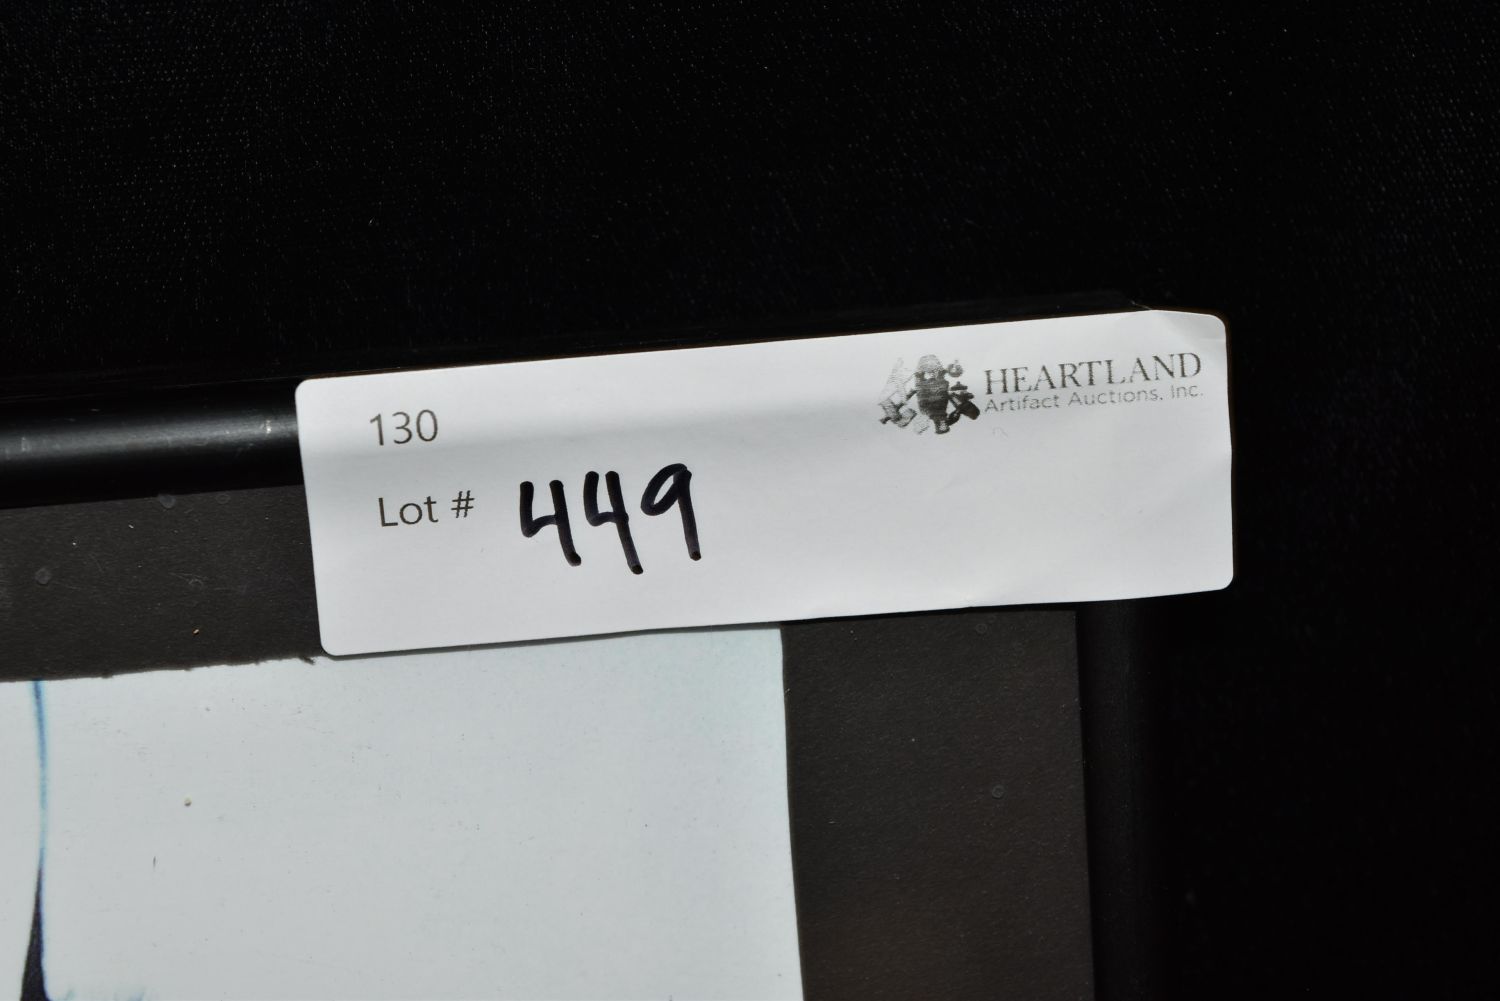 130
HEARTLAND
Artifact Auctions, Inc.
Lot # 449